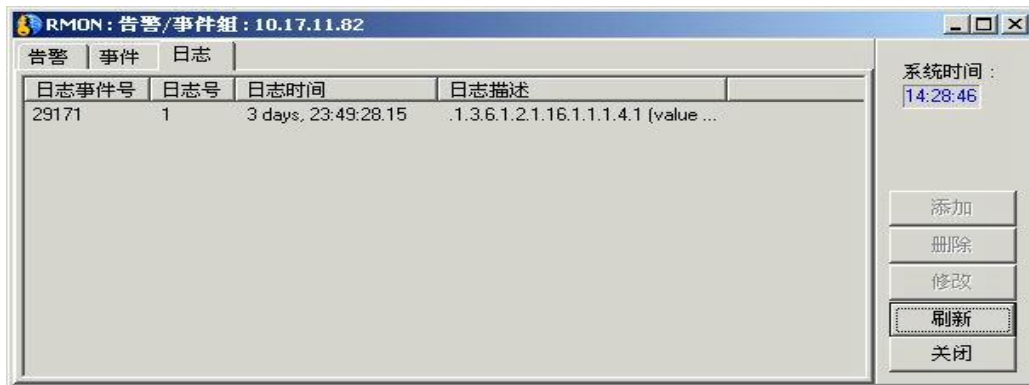 RMON : 告警/事件组 : 10.17.11.82
告警 事件 日志
日志事件号 日志号 日志时间 日志描述
29171 1 3 days, 23:49:28.15 .1.3.6.1.2.1.16.1.1.1.4.1 (value ...
系统时间 :
14:28:46
添加
删除
修改
刷新
关闭